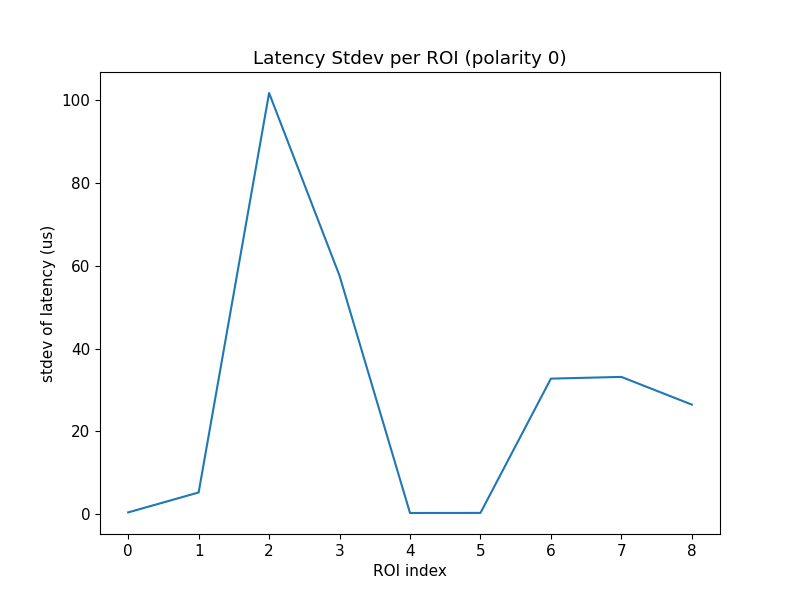 Latency Stdev per ROI (polarity 0)
100
80
60
40
20
0
stdev of latency (us)
0 1 2 3 4 5 6 7 8
ROI index